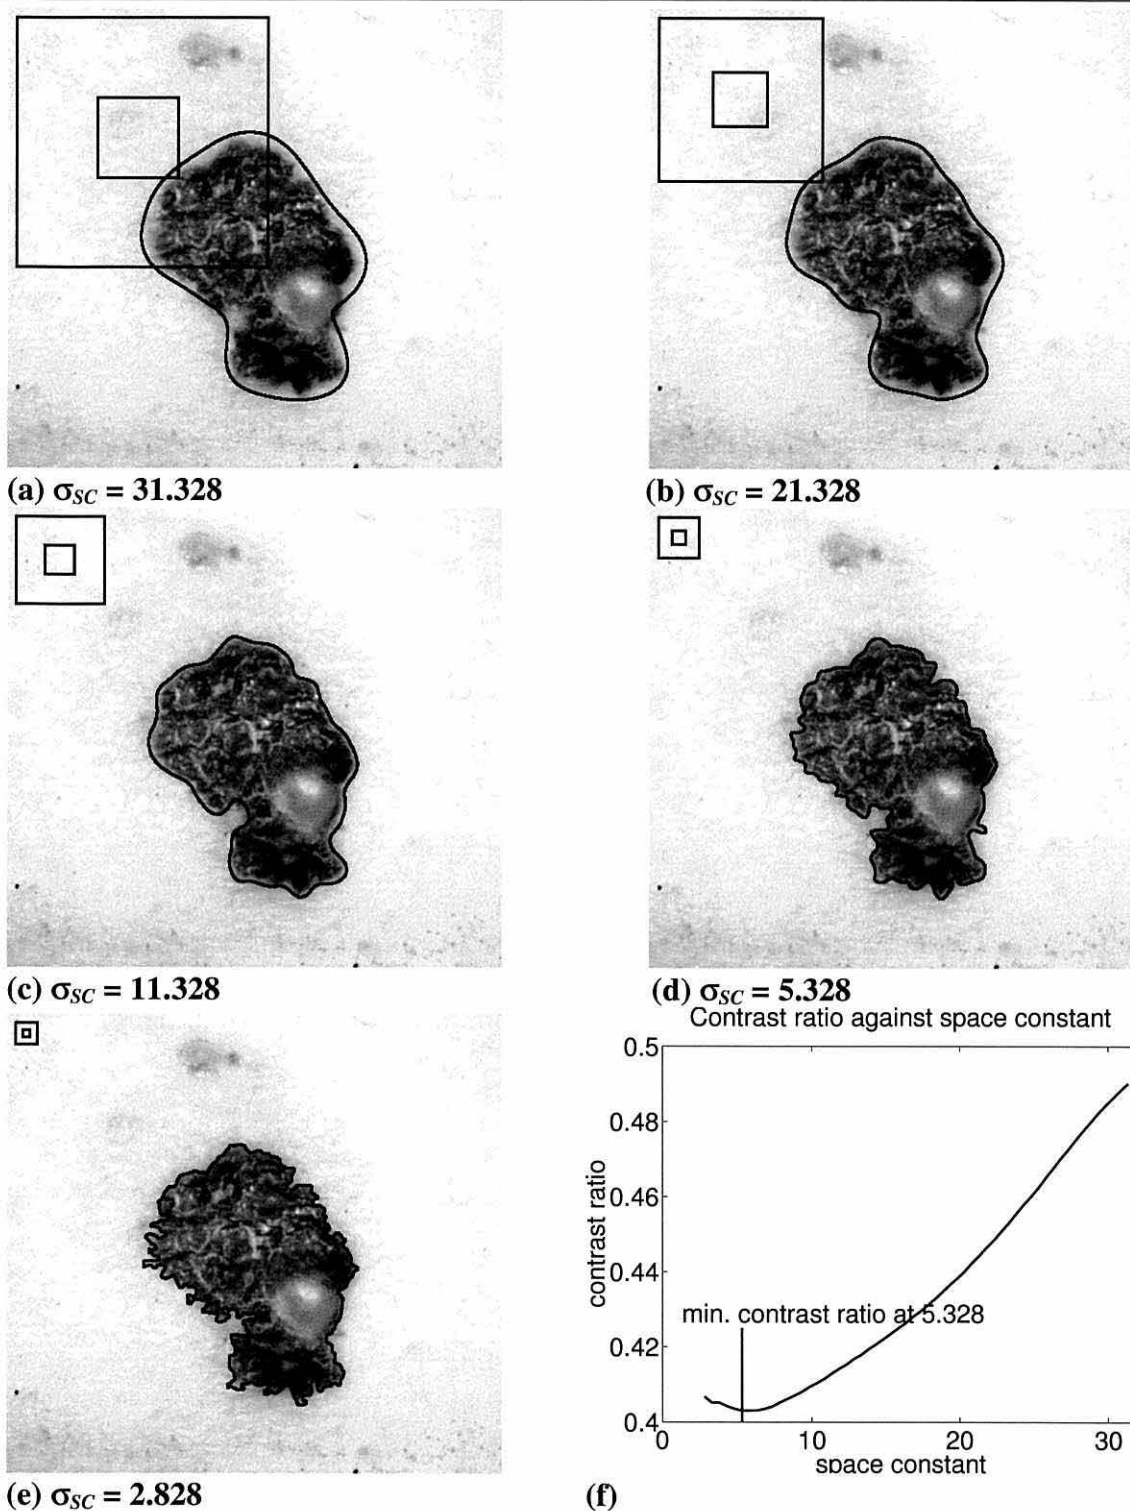 (a) σSC = 31.328
(b) σSC = 21.328
(c) σSC = 11.328
(d) σSC = 5.328
Contrast ratio against space constant
0.5
0.48
0.46
0.44
0.42
0.4
contrast ratio
min. contrast ratio at 5.328
0 10 20 30
space constant
(e) σSC = 2.828
(f)